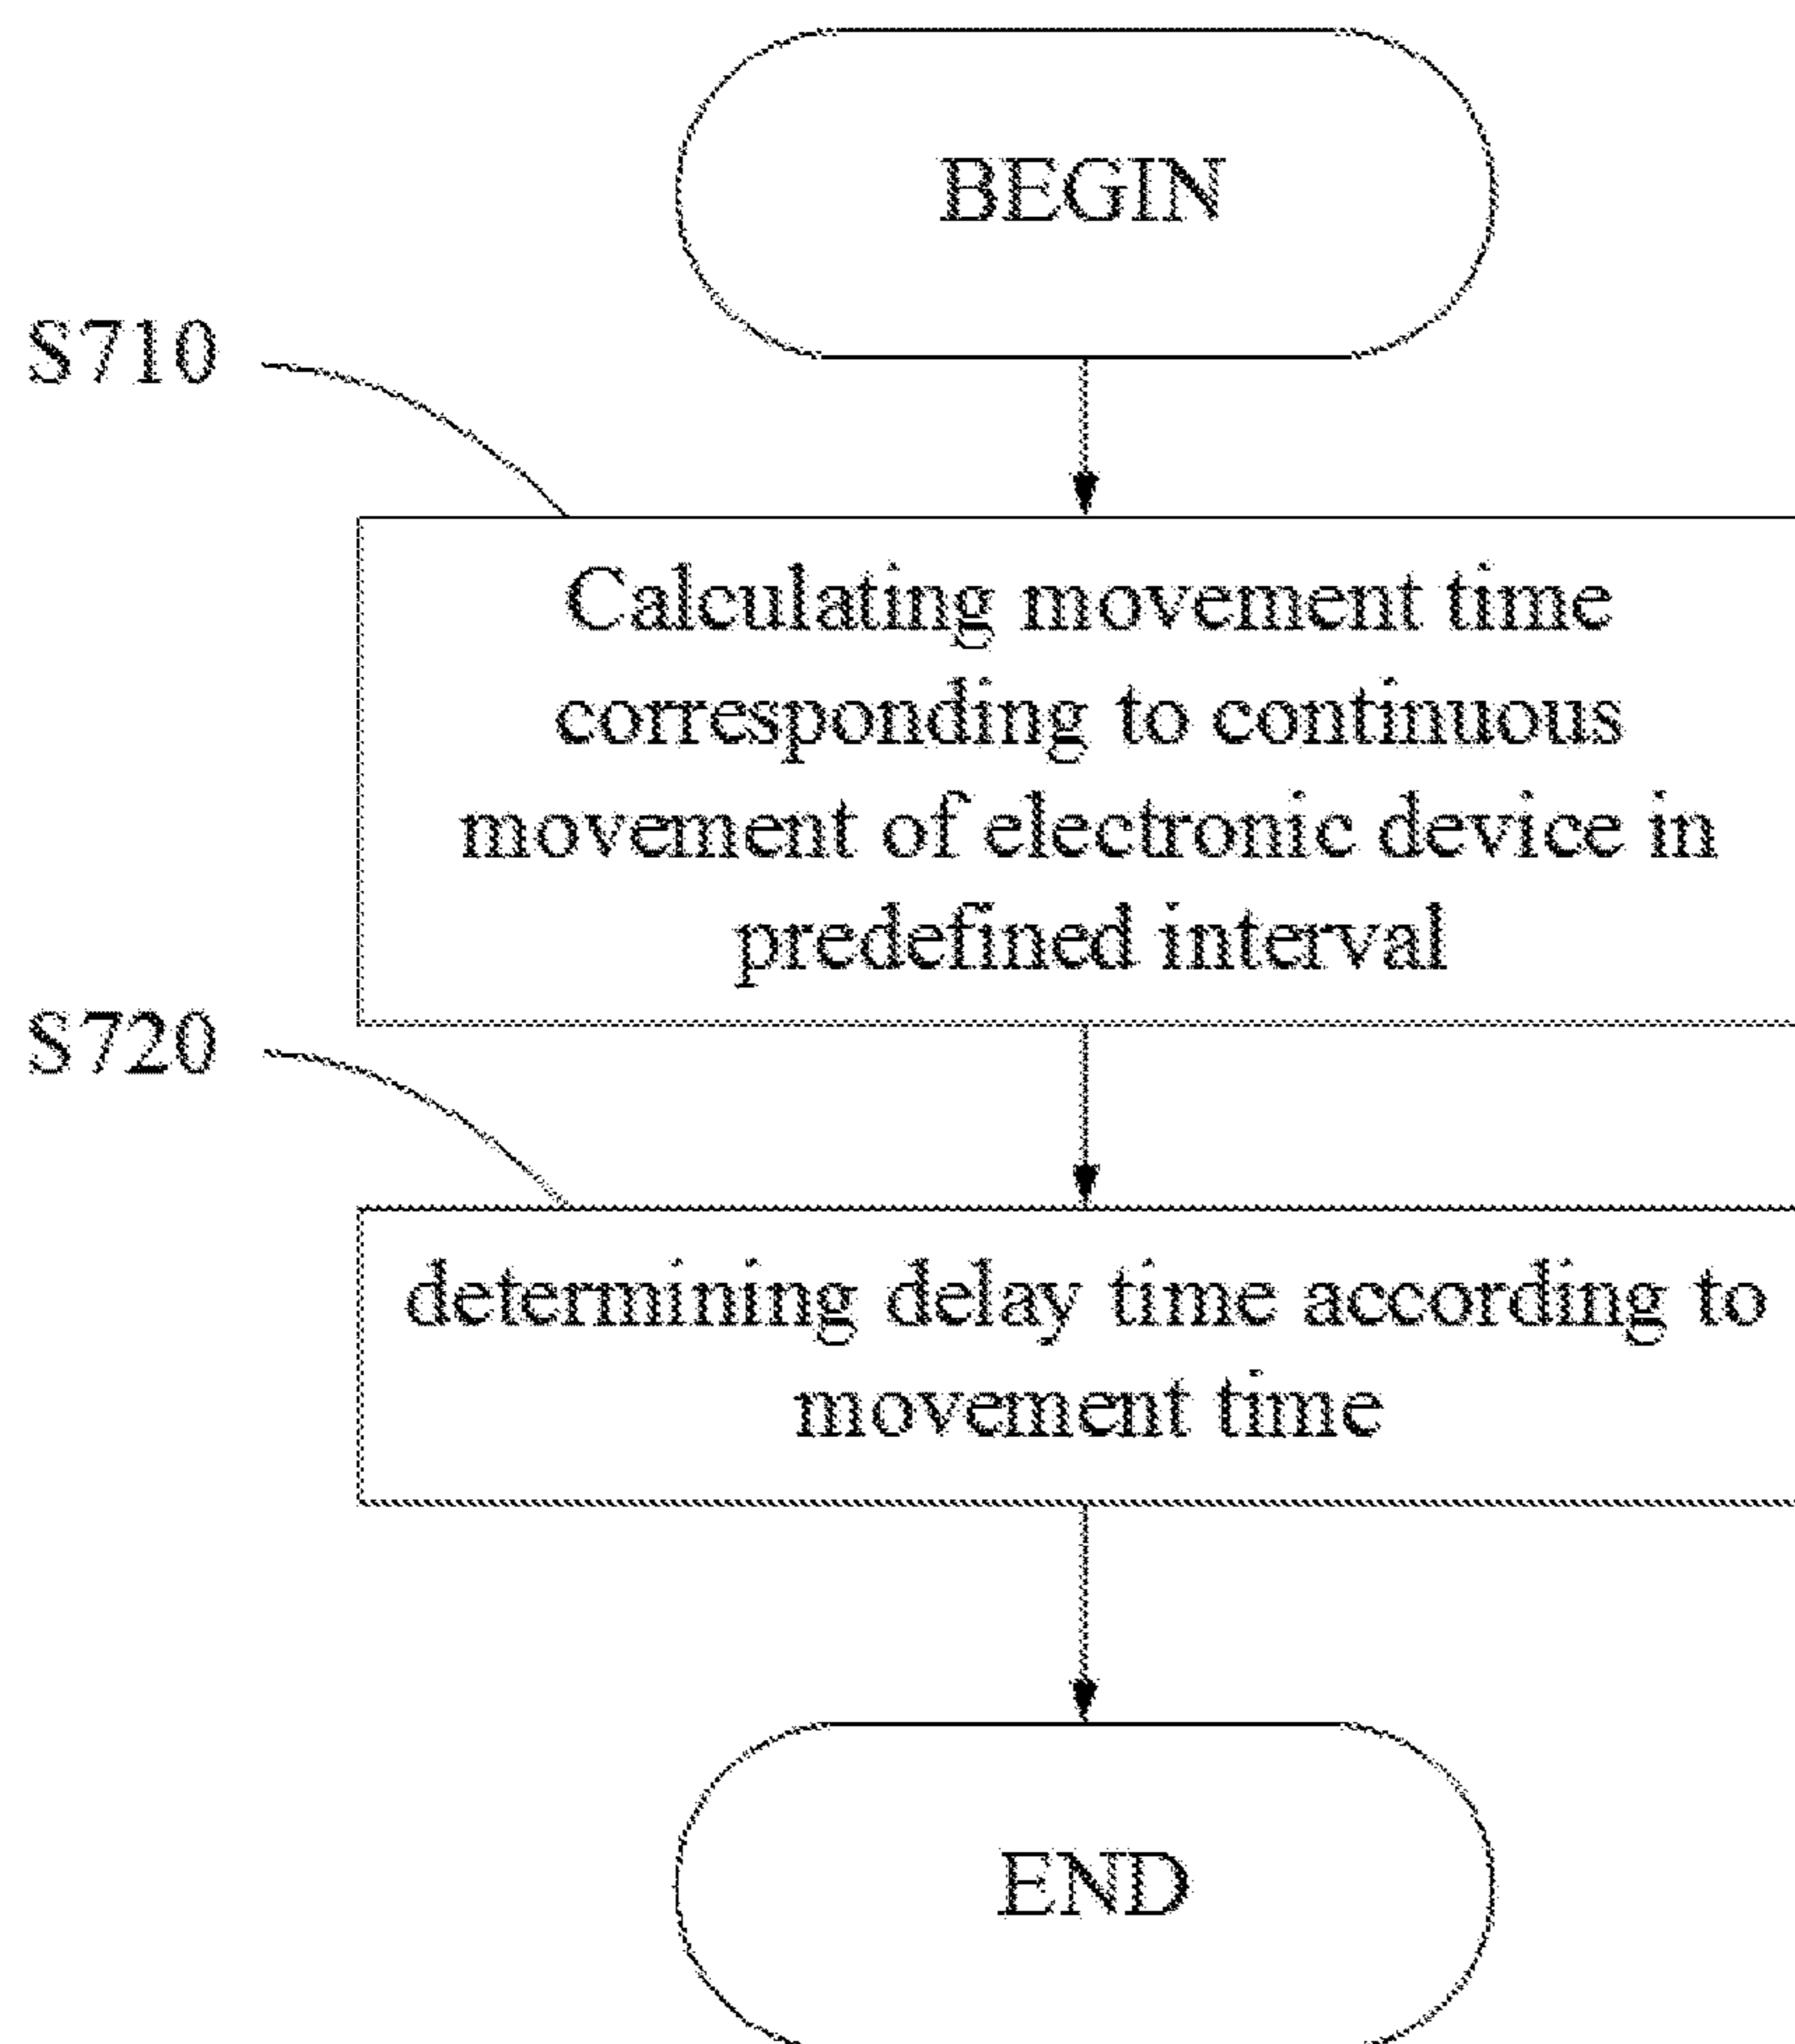 BEGIN
S710
Calculating movement time
corresponding to continuous
movement of electronic device in
predefined interval
S720
determining delay time according to
movement time
END